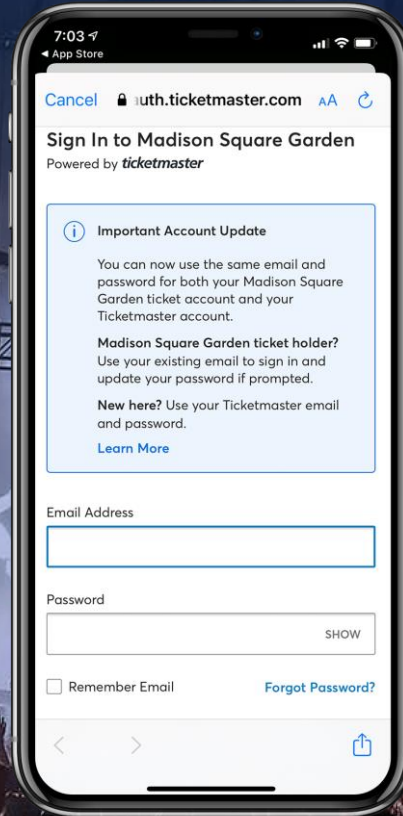 7:03
◀ App Store
Cancel uth.ticketmaster.com AA
Sign In to Madison Square Garden
Powered by ticketmaster
Important Account Update
You can now use the same email and
password for both your Madison Square
Garden ticket account and your
Ticketmaster account.
Madison Square Garden ticket holder?
Use your existing email to sign in and
update your password if prompted.
New here? Use your Ticketmaster email
and password.
Learn More
Email Address
Password
SHOW
Remember Email Forgot Password?